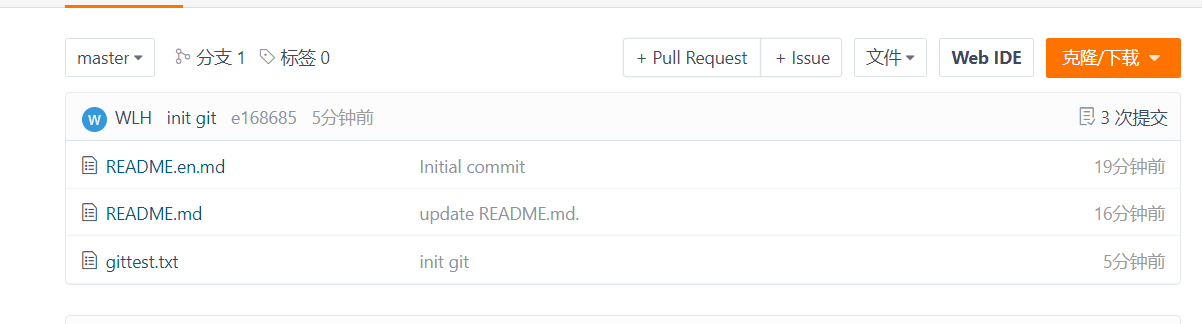 master 分支 1 标签 0 + Pull Request + Issue 文件 Web IDE 克隆/下载
W WLH init git e168685 5分钟前 3 次提交
README.en.md Initial commit 19分钟前
README.md update README.md. 16分钟前
gittest.txt init git 5分钟前